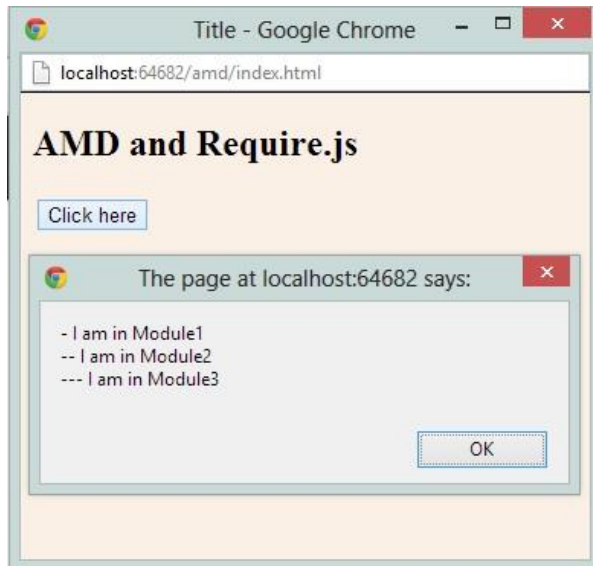 Title - Google Chrome
localhost:64682/amd/index.html
AMD and Require.js
Click here
The page at localhost:64682 says:
- I am in Module1
-- I am in Module2
--- I am in Module3
OK